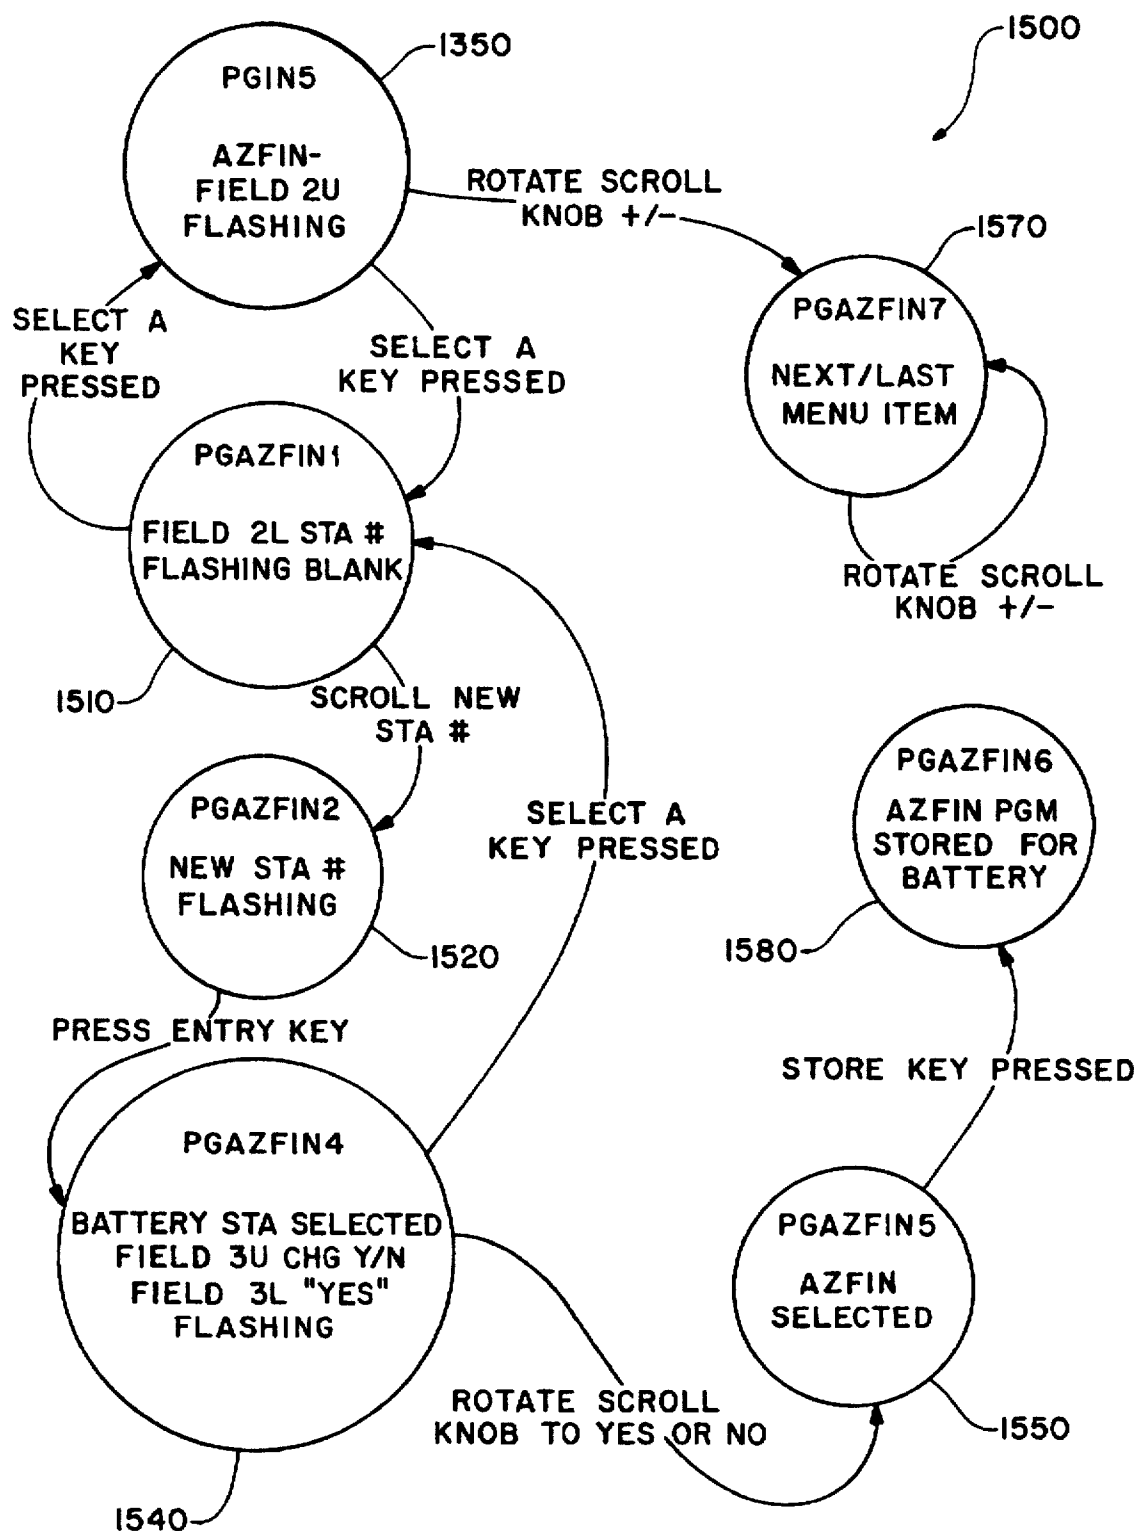 1350
1500
PGIN5
AZFIN-
FIELD 2U
FLASHING
ROTATE SCROLL
KNOB +/-
1570
PGAZFIN7
NEXT/LAST
MENU ITEM
ROTATE SCROLL
KNOB +/-
SELECT A
KEY
PRESSED
SELECT A
KEY PRESSED
PGAZFIN1
FIELD 2L STA #
FLASHING BLANK
1510
SCROLL NEW
STA #
PGAZFIN2
NEW STA #
FLASHING
1520
SELECT A
KEY PRESSED
PGAZFIN6
AZFIN PGM
STORED FOR
BATTERY
1580
PRESS ENTRY KEY
STORE KEY PRESSED
PGAZFIN4
BATTERY STA SELECTED
FIELD 3U CHG Y/N
FIELD 3L "YES"
FLASHING
1540
ROTATE SCROLL
KNOB TO YES OR NO
PGAZFIN5
AZFIN
SELECTED
1550